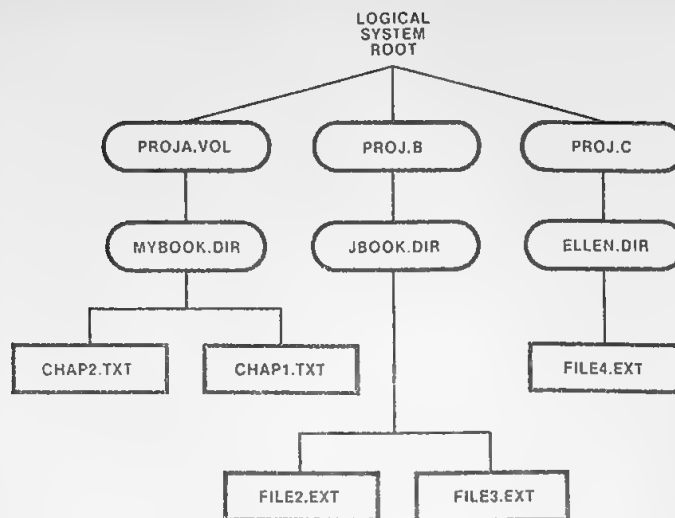 LOGICAL
SYSTEM
ROOT
PROJA.VOL
PROJ.B
PROJ.C
MYBOOK.DIR
JBOOK.DIR
ELLEN.DIR
CHAP2.TXT
CHAP1.TXT
FILE4.EXT
FILE2.EXT
FILE3.EXT